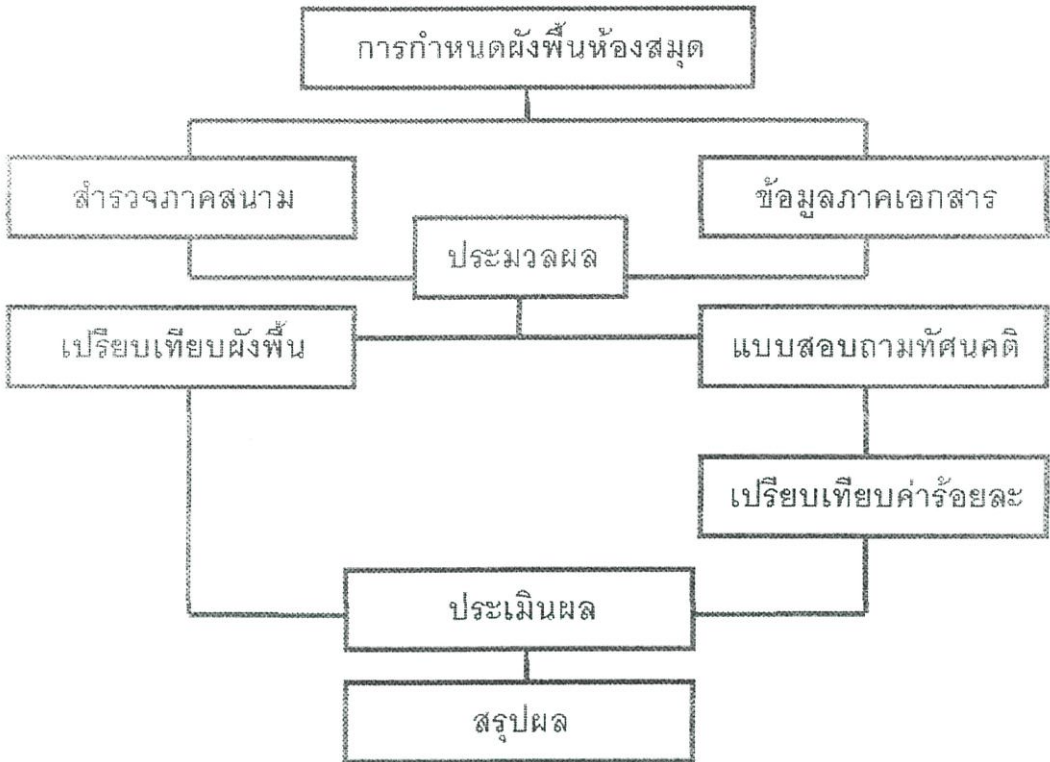 การกำหนดผังพื้นห้องสมุด
สำรวจภาคสนาม
ข้อมูลภาคเอกสาร
ประมวลผล
เปรียบเทียบผังพื้น
แบบสอบถามทัศนคติ
เปรียบเทียบค่าร้อยละ
ประเมินผล
สรุปผล